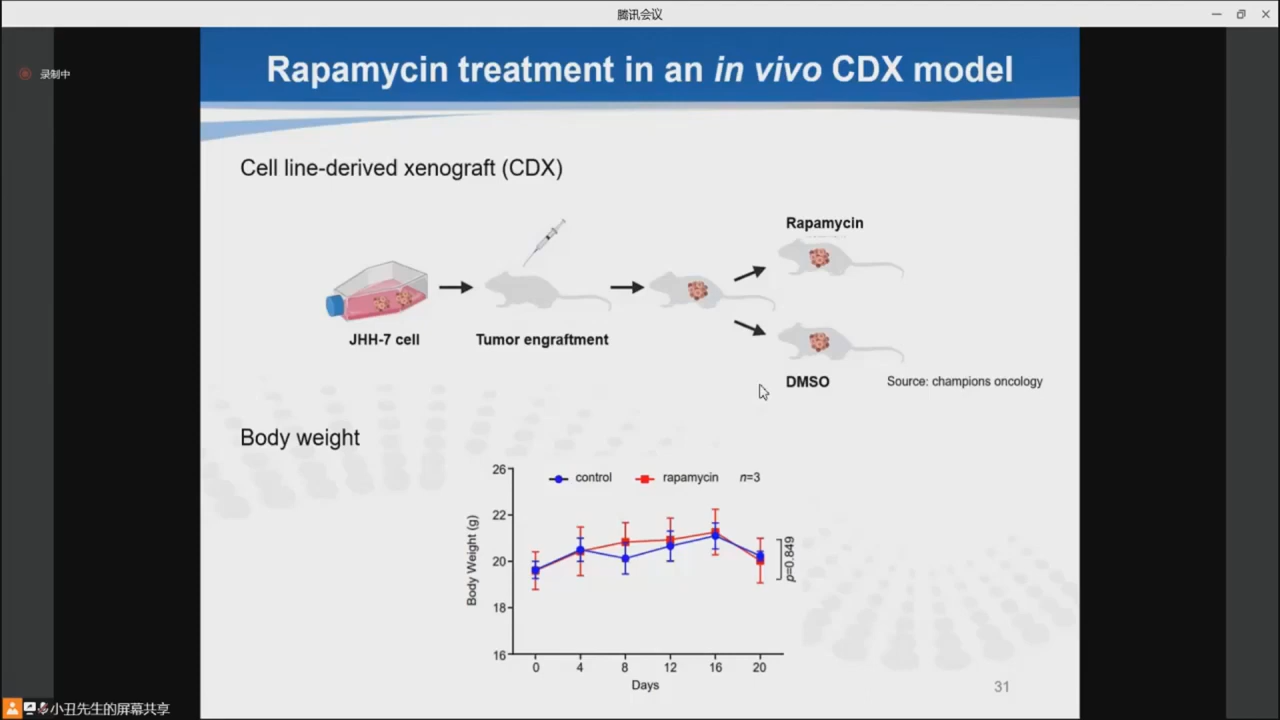 腾讯会议
录制中
Rapamycin treatment in an in vivo CDX model
Cell line-derived xenograft (CDX)
Rapamycin
JHH-7 cell
Tumor engraftment
DMSO
Source: champions oncology
Body weight
control
rapamycin
n=3
26
22
20
18
16
Body Weight (g)
p=0.849
0 4 8 12 16 20
Days
31
小丑先生的屏幕共享